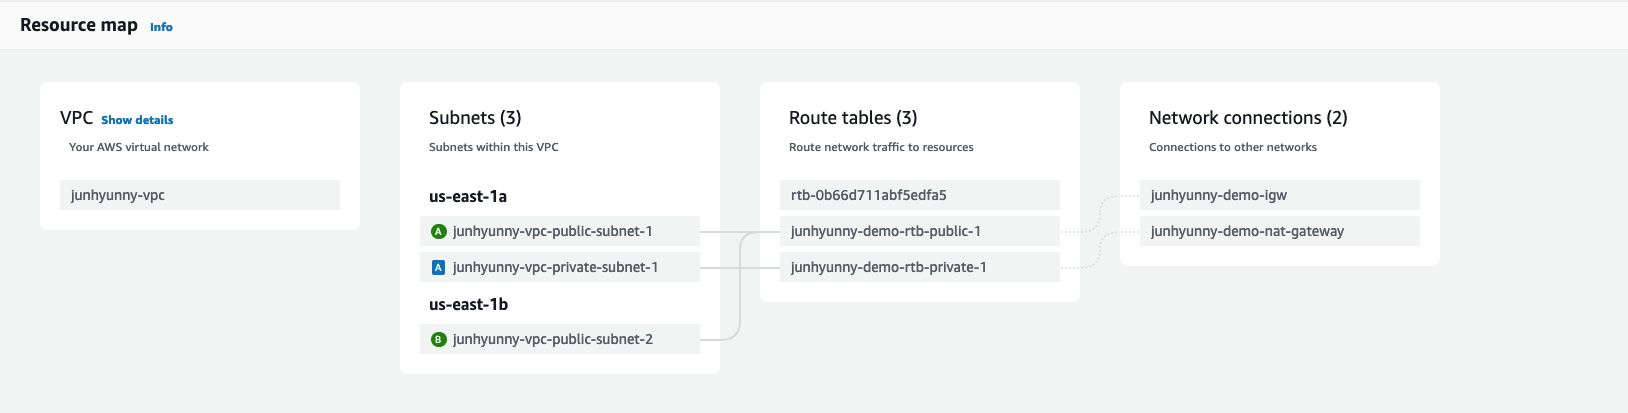 Resource map Info
VPC Show details
Your AWS virtual network
junhyunny-vpc
Subnets (3)
Subnets within this VPC
us-east-1a
A junhyunny-vpc-public-subnet-1
A junhyunny-vpc-private-subnet-1
us-east-1b
B junhyunny-vpc-public-subnet-2
Route tables (3)
Route network traffic to resources
rtb-0b66d711abf5edfa5
junhyunny-demo-rtb-public-1
junhyunny-demo-rtb-private-1
Network connections (2)
Connections to other networks
junhyunny-demo-igw
junhyunny-demo-nat-gateway